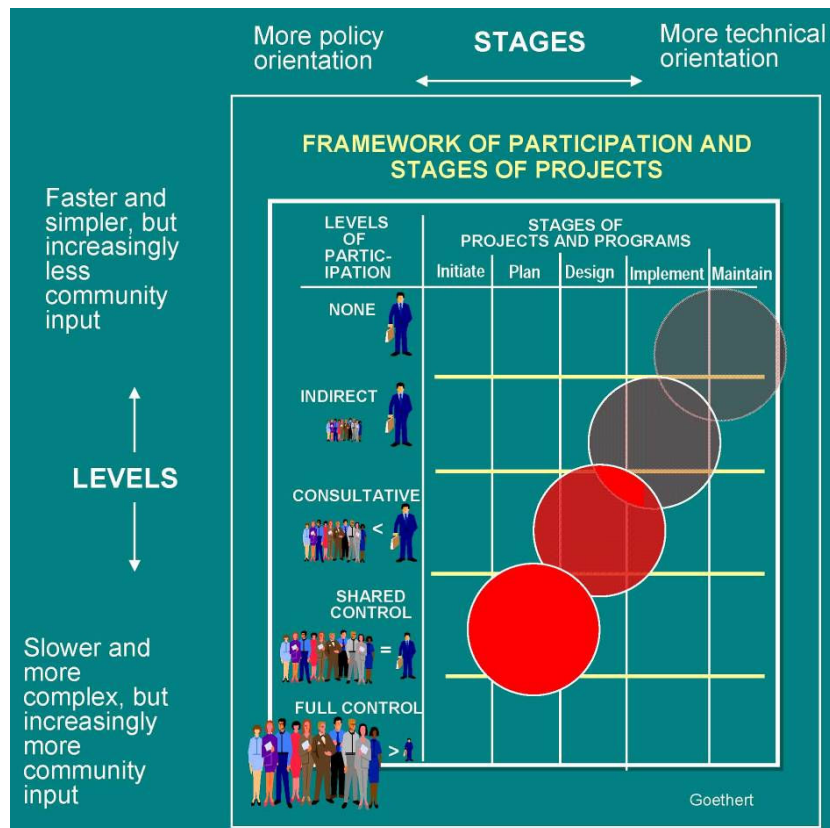 More policy
orientation
STAGES
More technical
orientation
FRAMEWORK OF PARTICIPATION AND
STAGES OF PROJECTS
Faster and
simpler, but
increasingly
less
community
input
LEVELS
Slower and
more
complex, but
increasingly
more
community
input
LEVELS
OF
PARTIC-
IPATION
STAGES OF
PROJECTS AND PROGRAMS
Initiate Plan Design Implement Maintain
NONE
INDIRECT
CONSULTATIVE
<
SHARED
CONTROL
=
FULL CONTROL
>
Goethert